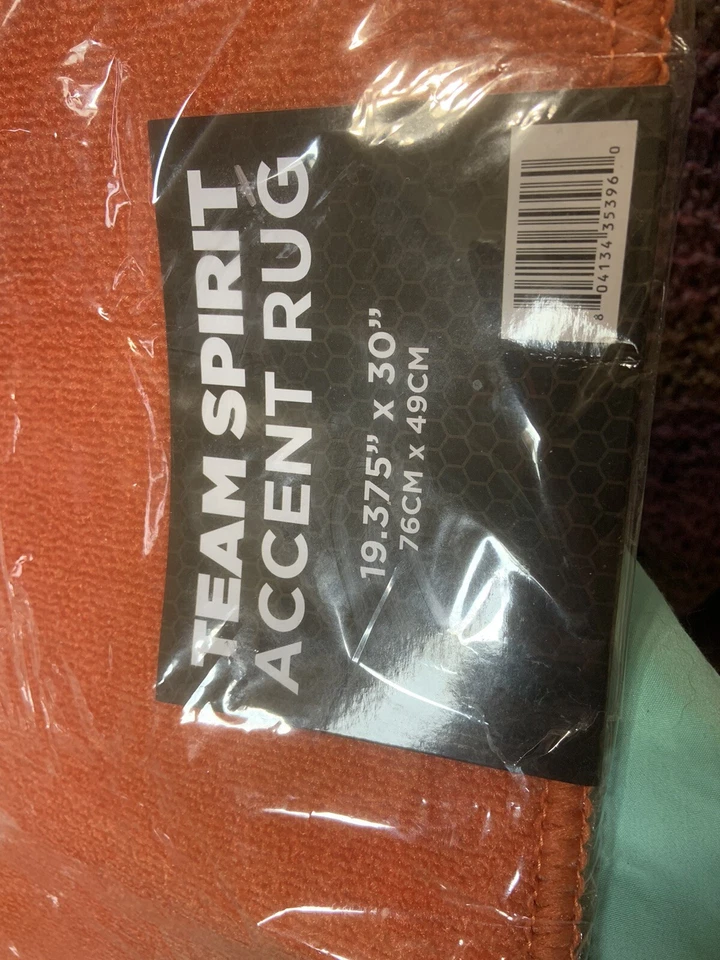 TEAM SPIRIT
ACCENT RUG
19.375” X 30”
76CM X 49CM
8 04134 35396 0